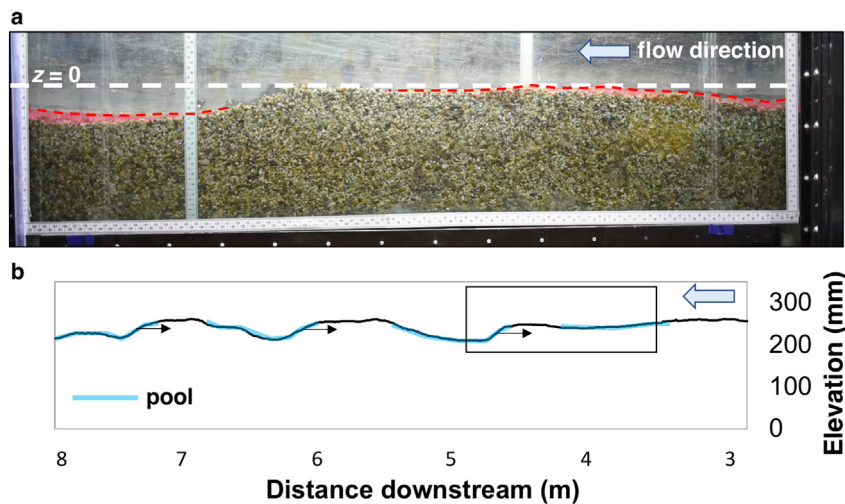 a
z = 0
flow direction
b
300
200
100
0
Elevation (mm)
pool
8 7 6 5 4 3
Distance downstream (m)